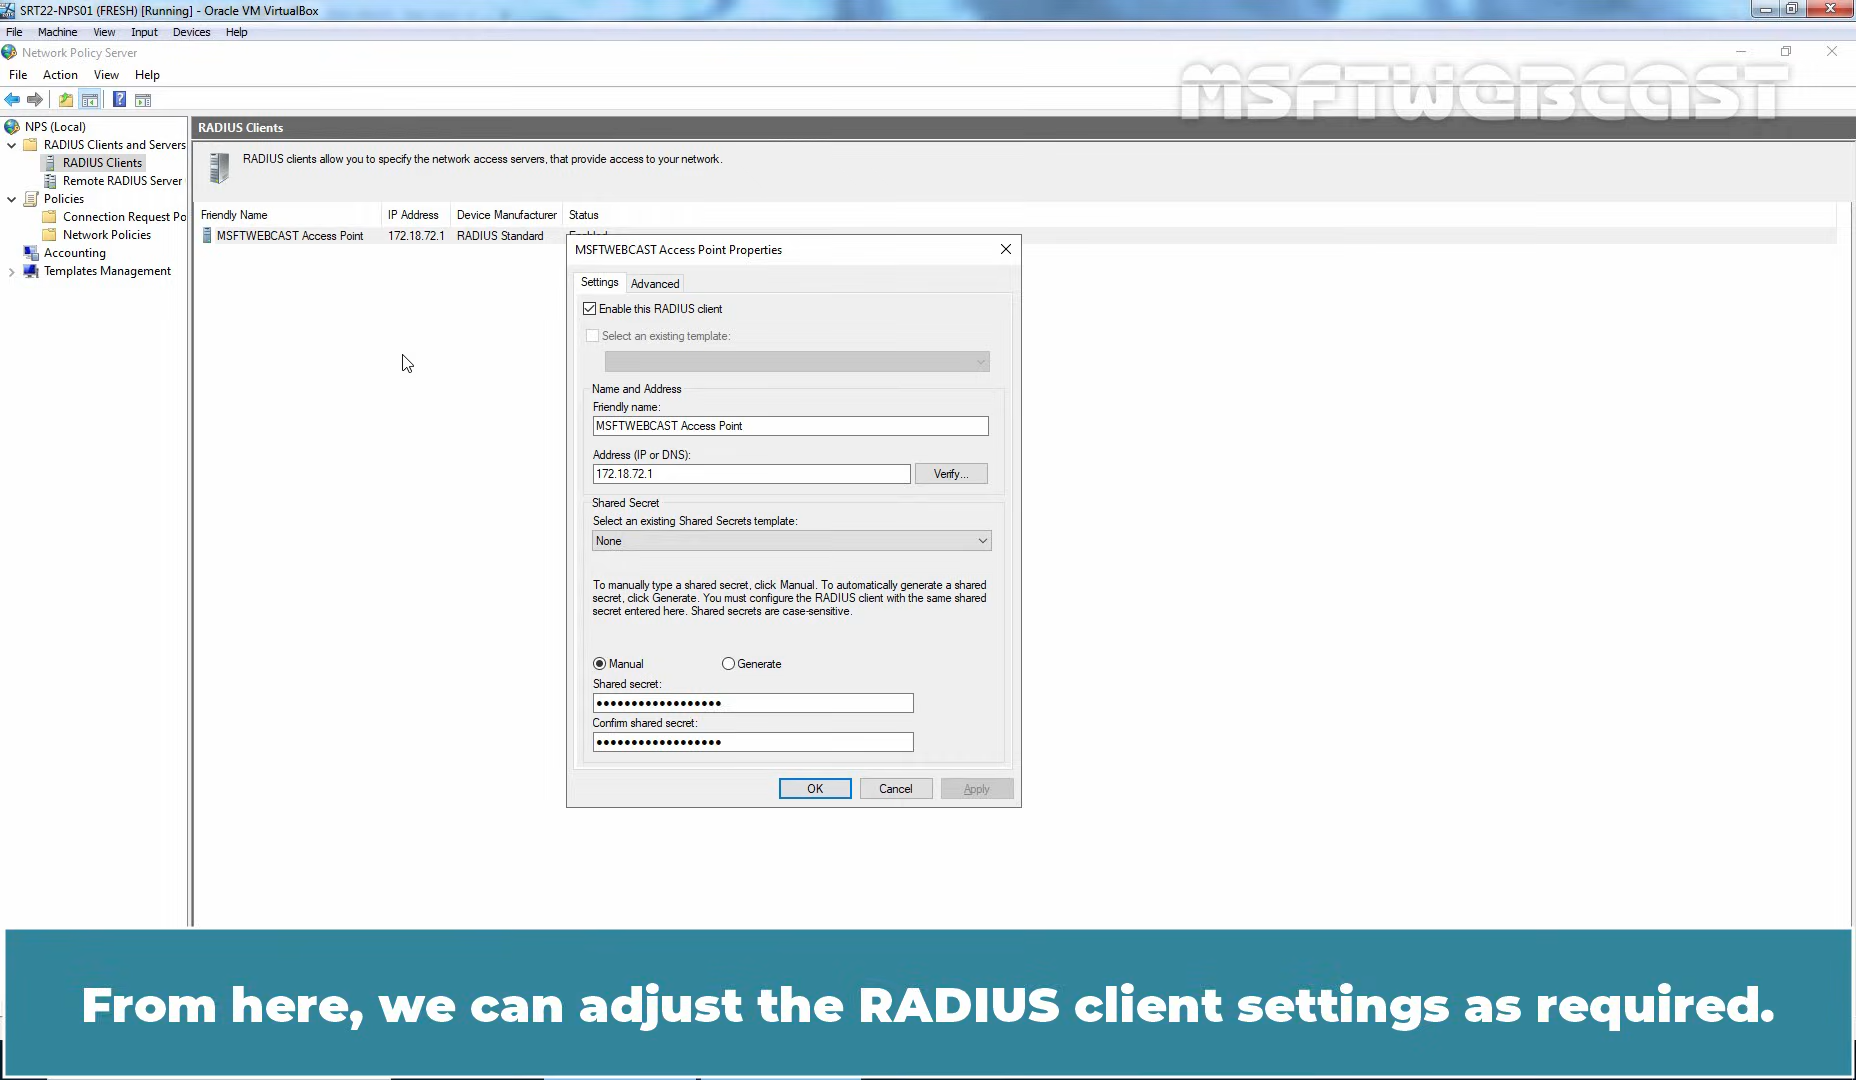 SRT22-NPS01 (FRESH) [Running] - Oracle VM VirtualBox
File Machine View Input Devices Help
Network Policy Server
File Action View Help
MSFTWEBCAST
NPS (Local)
RADIUS Clients and Servers
RADIUS Clients
Remote RADIUS Server
Policies
Connection Request Po
Network Policies
Accounting
Templates Management
RADIUS Clients
RADIUS clients allow you to specify the network access servers, that provide access to your network.
Friendly Name IP Address Device Manufacturer Status
MSFTWEBCAST Access Point 172.18.72.1 RADIUS Standard Enabled
MSFTWEBCAST Access Point Properties
Settings Advanced
Enable this RADIUS client
Select an existing template:
Name and Address
Friendly name:
MSFTWEBCAST Access Point
Address (IP or DNS):
172.18.72.1 Verify...
Shared Secret
Select an existing Shared Secrets template:
None
To manually type a shared secret, click Manual. To automatically generate a shared
secret, click Generate. You must configure the RADIUS client with the same shared
secret entered here. Shared secrets are case-sensitive.
Manual Generate
Shared secret:
••••••••••••••••••
Confirm shared secret:
••••••••••••••••••
OK Cancel Apply
From here, we can adjust the RADIUS client settings as required.